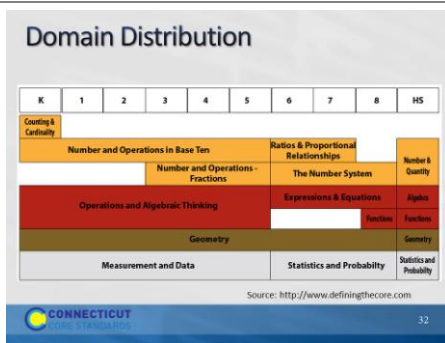 Domain Distribution
K 1 2 3 4 5 6 7 8 HS
Counting &
Cardinality
Number and Operations in Base Ten
Ratios & Proportional
Relationships
Number &
Quantity
Number and Operations -
Fractions
The Number System
Operations and Algebraic Thinking
Expressions & Equations
Algebra
Functions
Functions
Geometry
Geometry
Measurement and Data
Statistics and Probabilty
Statistics and
Probabilty
Source: http://www.definingthecore.com
CONNECTICUT
CORE STANDARDS
32